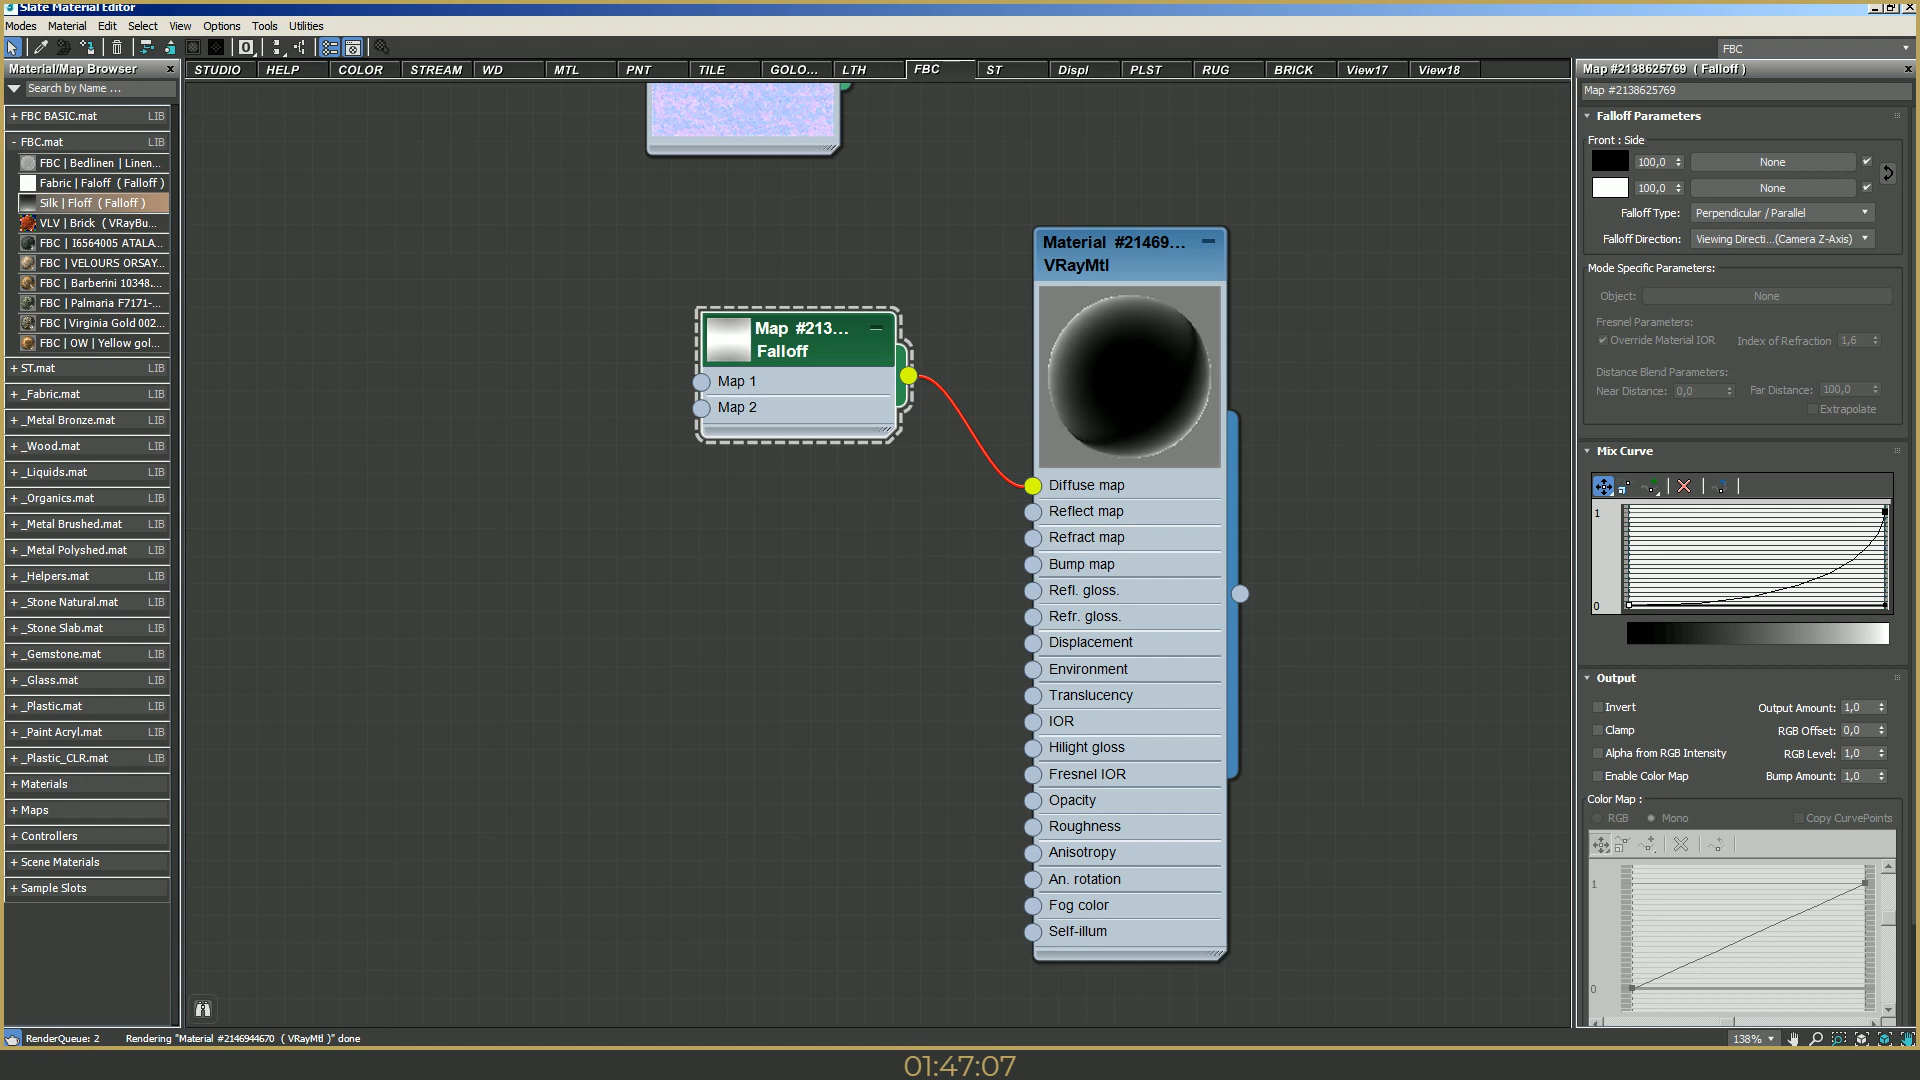 Slate Material Editor
Modes Material Edit Select View Options Tools Utilities
FBC
Material/Map Browser
Search by Name ...
+ FBC BASIC.mat LIB
- FBC.mat LIB
FBC | Bedlinen | Linen...
Fabric | Faloff ( Falloff )
Silk | Floff ( Falloff )
VLV | Brick ( VRayBu...
FBC | I6564005 ATALA...
FBC | VELOURS ORSAY...
FBC | Barberini 10348....
FBC | Palmaria F7171-...
FBC |Virginia Gold 002...
FBC | OW | Yellow gol...
+ ST.mat LIB
+ _Fabric.mat LIB
+ _Metal Bronze.mat LIB
+ _Wood.mat LIB
+ _Liquids.mat LIB
+ _Organics.mat LIB
+ _Metal Brushed.mat LIB
+ _Metal Polyshed.mat LIB
+ _Helpers.mat LIB
+ _Stone Natural.mat LIB
+ _Stone Slab.mat LIB
+ _Gemstone.mat LIB
+ _Glass.mat LIB
+ _Plastic.mat LIB
+ _Paint Acryl.mat LIB
+ _Plastic_CLR.mat LIB
+ Materials
+ Maps
+ Controllers
+ Scene Materials
+ Sample Slots
STUDIO HELP COLOR STREAM WD MTL PNT TILE GOLO... LTH FBC ST Displ PLST RUG BRICK View17 View18
Map #213...
Falloff
Map 1
Map 2
Material #21469...
VRayMtl
Diffuse map
Reflect map
Refract map
Bump map
Refl. gloss.
Refr. gloss.
Displacement
Environment
Translucency
IOR
Hilight gloss
Fresnel IOR
Opacity
Roughness
Anisotropy
An. rotation
Fog color
Self-illum
Map #2138625769 ( Falloff )
Map #2138625769
Falloff Parameters
Front : Side
100,0 None
100,0 None
Falloff Type: Perpendicular / Parallel
Falloff Direction: Viewing Directi...(Camera Z-Axis)
Mode Specific Parameters:
Object: None
Fresnel Parameters:
Override Material IOR Index of Refraction 1,6
Distance Blend Parameters:
Near Distance: 0,0 Far Distance: 100,0
Extrapolate
Mix Curve
1
0
Output
Invert Output Amount: 1,0
Clamp RGB Offset: 0,0
Alpha from RGB Intensity RGB Level: 1,0
Enable Color Map Bump Amount: 1,0
Color Map :
RGB Mono Copy CurvePoints
1
0
RenderQueue: 2 Rendering "Material #2146944670 ( VRayMtl )" done
138%
01:47:07